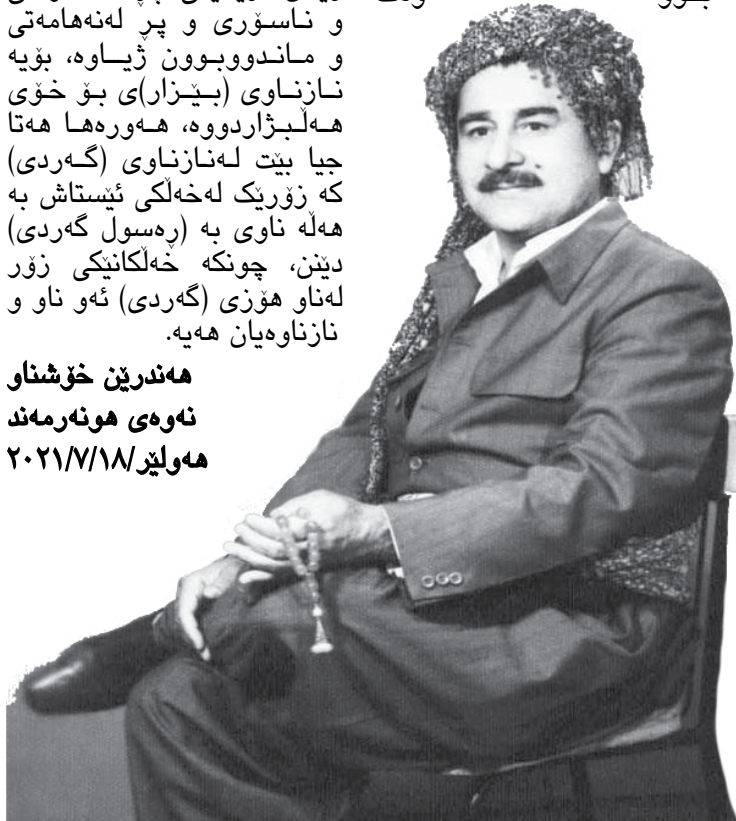 و ناسۆری و پڕ لەنەهامەتی
و ماندووبوون ژیاوە، بۆیە
نازناوی (بێزار)ی بۆ خۆی
هەڵبژاردووە، هەورەها هەتا
جیا بێت لەنازناوی (گەردی)
کە زۆرێک لەخەڵکی ئێستاش بە
هەڵە ناوی بە (ڕەسول گەردی)
دێنن، چونکە خەڵکانێکی زۆر
لەناو هۆزی (گەردی) ئەو ناو و
نازناوەیان هەیە.
هەندرێن خۆشناو
نەوەی هونەرمەند
هەولێر/٢٠٢١/٧/١٨